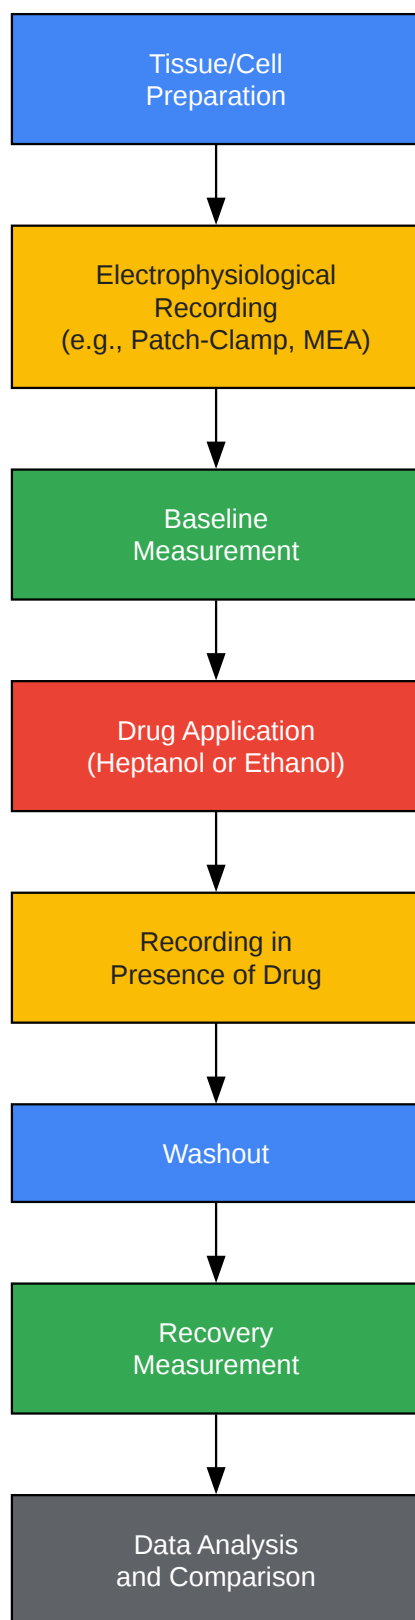 Tissue/Cell
Preparation
Electrophysiological
Recording
(e.g., Patch-Clamp, MEA)
Baseline
Measurement
Drug Application
(Heptanol or Ethanol)
Recording in
Presence of Drug
Washout
Recovery
Measurement
Data Analysis
and Comparison